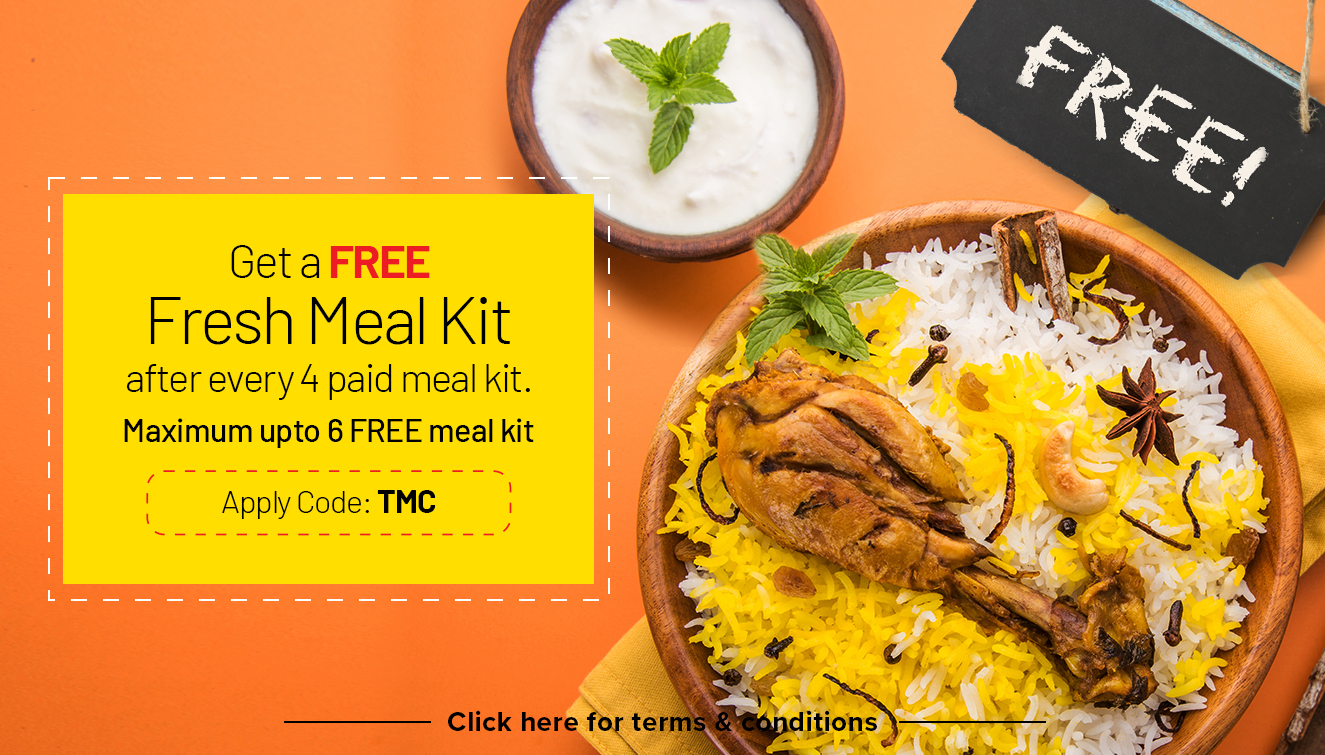 FREE!
Get a FREE
Fresh Meal Kit
after every 4 paid meal kit.
Maximum upto 6 FREE meal kit
Apply Code: TMC
Click here for terms & conditions